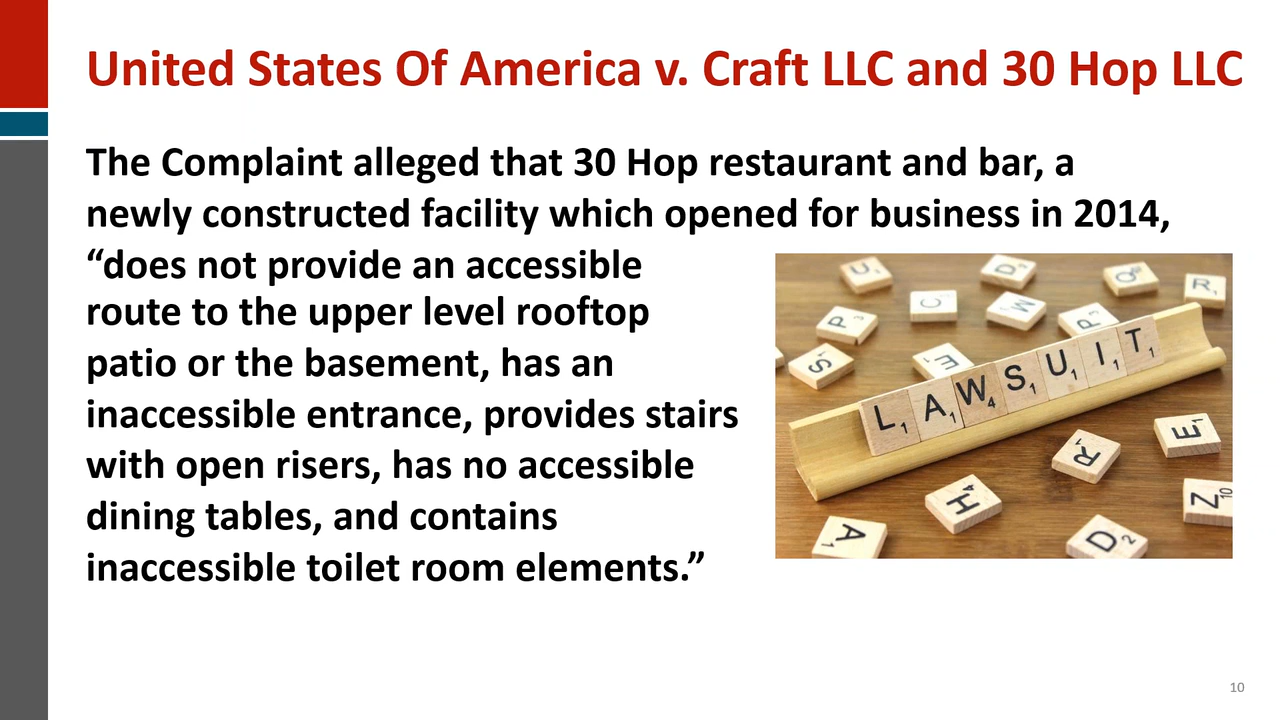 United States Of America v. Craft LLC and 30 Hop LLC
The Complaint alleged that 30 Hop restaurant and bar, a
newly constructed facility which opened for business in 2014,
“does not provide an accessible
route to the upper level rooftop
patio or the basement, has an
inaccessible entrance, provides stairs
with open risers, has no accessible
dining tables, and contains
inaccessible toilet room elements.”
LAWSUIT
10